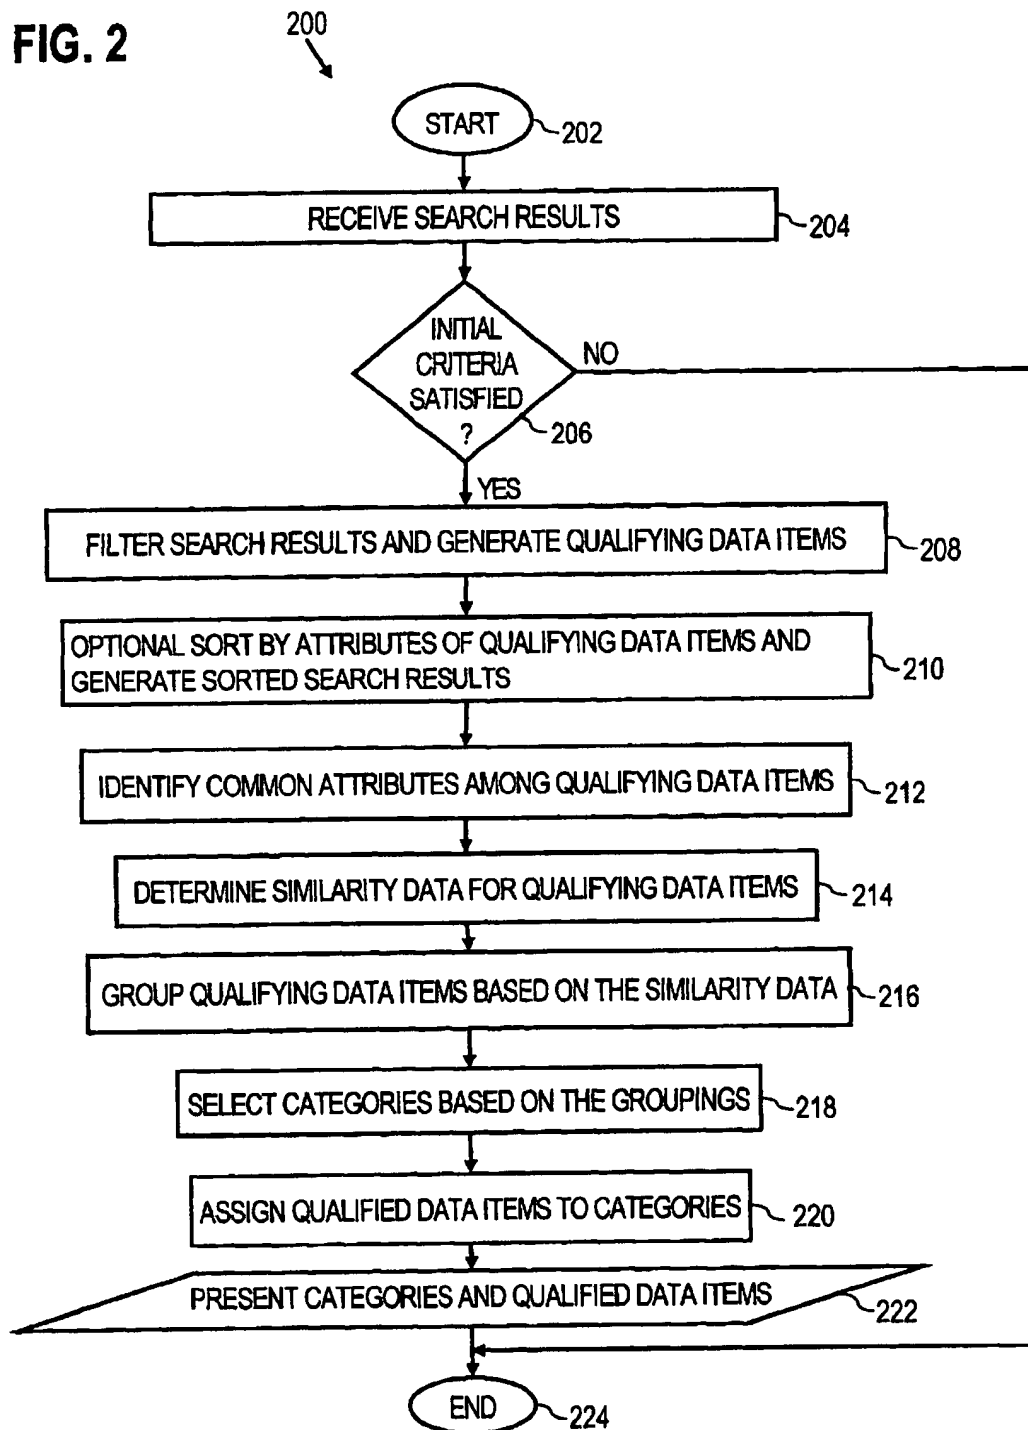 FIG. 2
200
START
202
RECEIVE SEARCH RESULTS
204
INITIAL
CRITERIA
SATISFIED
?
206
NO
YES
FILTER SEARCH RESULTS AND GENERATE QUALIFYING DATA ITEMS
208
OPTIONAL SORT BY ATTRIBUTES OF QUALIFYING DATA ITEMS AND
GENERATE SORTED SEARCH RESULTS
210
IDENTIFY COMMON ATTRIBUTES AMONG QUALIFYING DATA ITEMS
212
DETERMINE SIMILARITY DATA FOR QUALIFYING DATA ITEMS
214
GROUP QUALIFYING DATA ITEMS BASED ON THE SIMILARITY DATA
216
SELECT CATEGORIES BASED ON THE GROUPINGS
218
ASSIGN QUALIFIED DATA ITEMS TO CATEGORIES
220
PRESENT CATEGORIES AND QUALIFIED DATA ITEMS
222
END
224